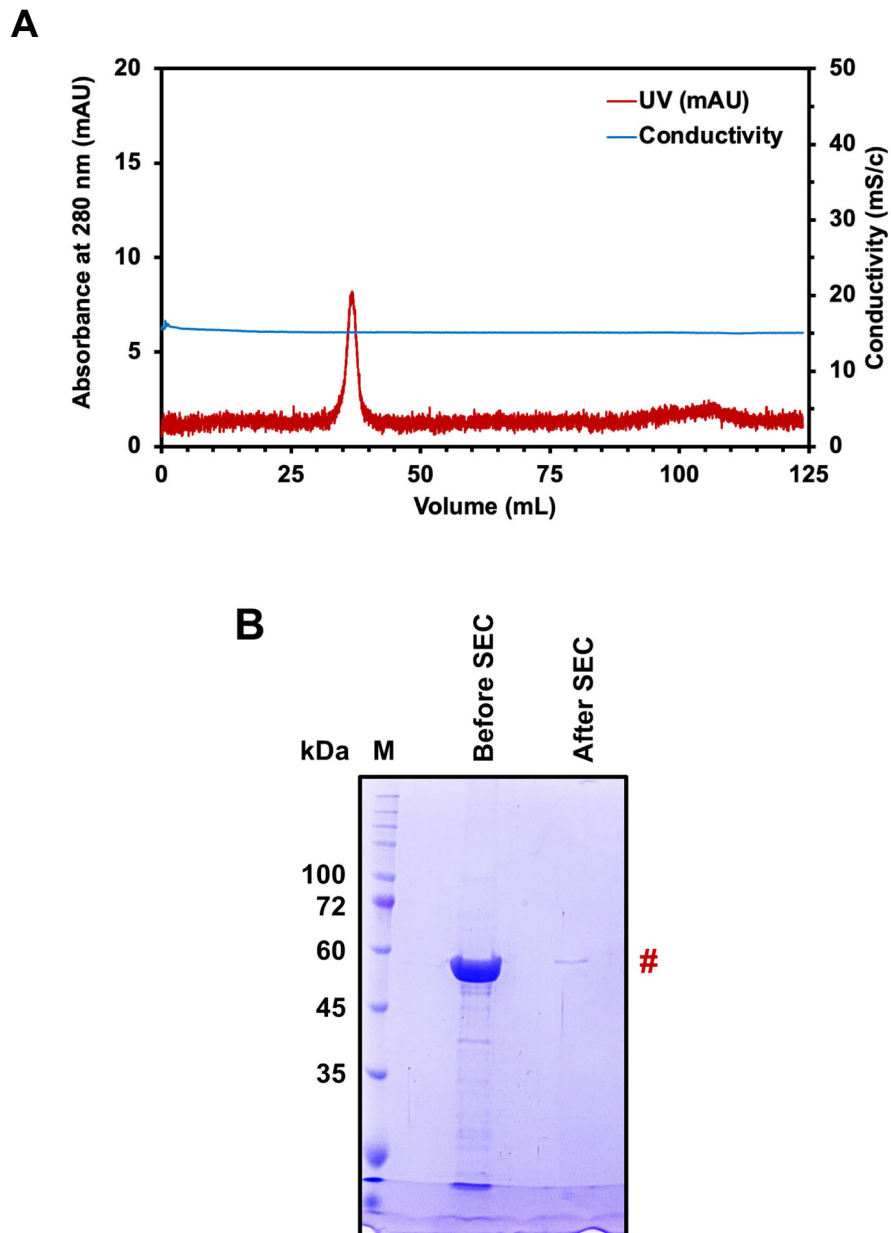 A
Absorbance at 280 nm (mAU)
20
15
10
5
0
UV (mAU)
Conductivity
50
40
30
20
10
0
Conductivity (mS/c)
0 25 50 75 100 125
Volume (mL)
B
kDa M Before SEC After SEC
100
72
60
#
45
35